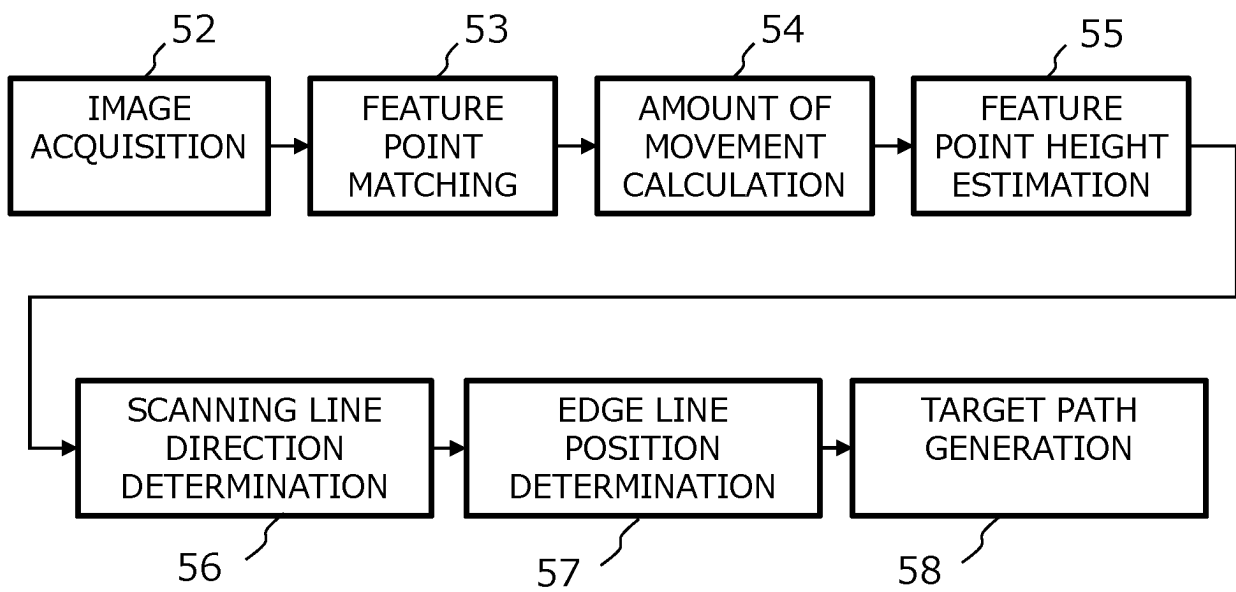 52
53
54
55
IMAGE
ACQUISITION
FEATURE
POINT
MATCHING
AMOUNT OF
MOVEMENT
CALCULATION
FEATURE
POINT HEIGHT
ESTIMATION
SCANNING LINE
DIRECTION
DETERMINATION
EDGE LINE
POSITION
DETERMINATION
TARGET PATH
GENERATION
56
57
58